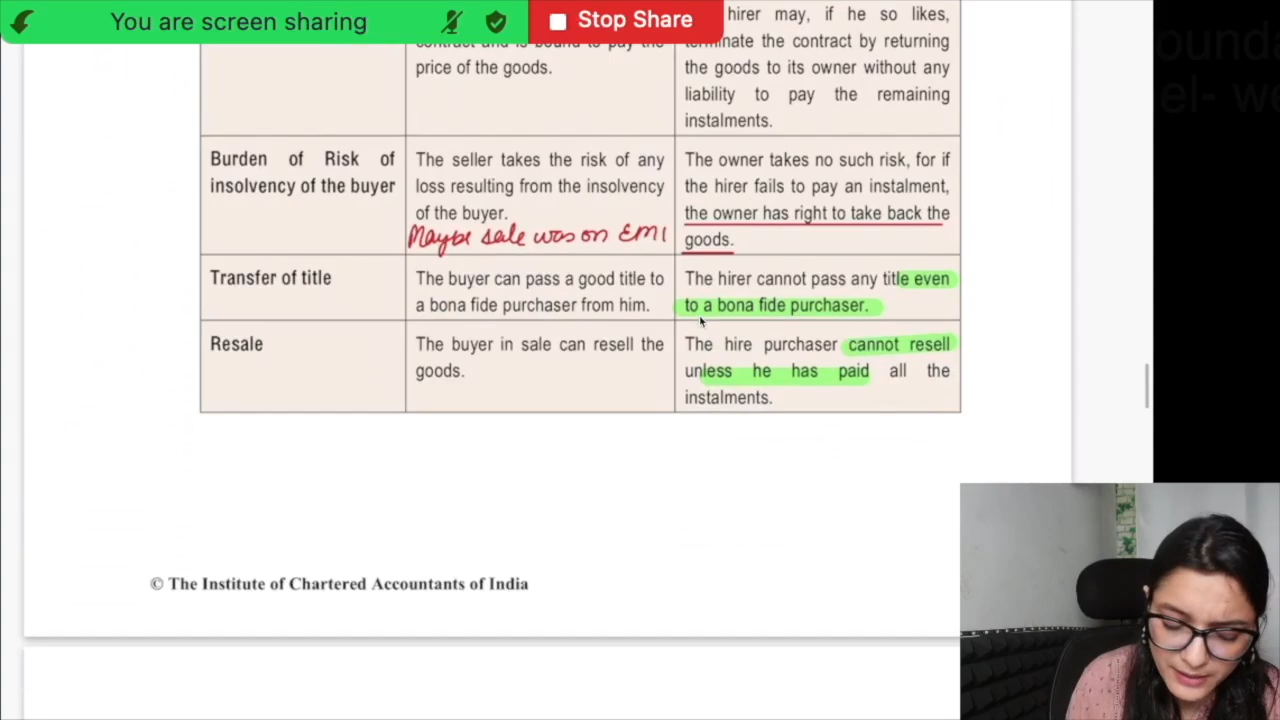 You are screen sharing
Stop Share
contract and is bound to pay the
price of the goods.
hirer may, if he so likes,
terminate the contract by returning
the goods to its owner without any
liability to pay the remaining
instalments.
Burden of Risk of
insolvency of the buyer
The seller takes the risk of any
loss resulting from the insolvency
of the buyer.
Maybe sale was on EMI
The owner takes no such risk, for if
the hirer fails to pay an instalment,
the owner has right to take back the
goods.
Transfer of title
The buyer can pass a good title to
a bona fide purchaser from him.
The hirer cannot pass any title even
to a bona fide purchaser.
Resale
The buyer in sale can resell the
goods.
The hire purchaser cannot resell
unless he has paid all the
instalments.
© The Institute of Chartered Accountants of India